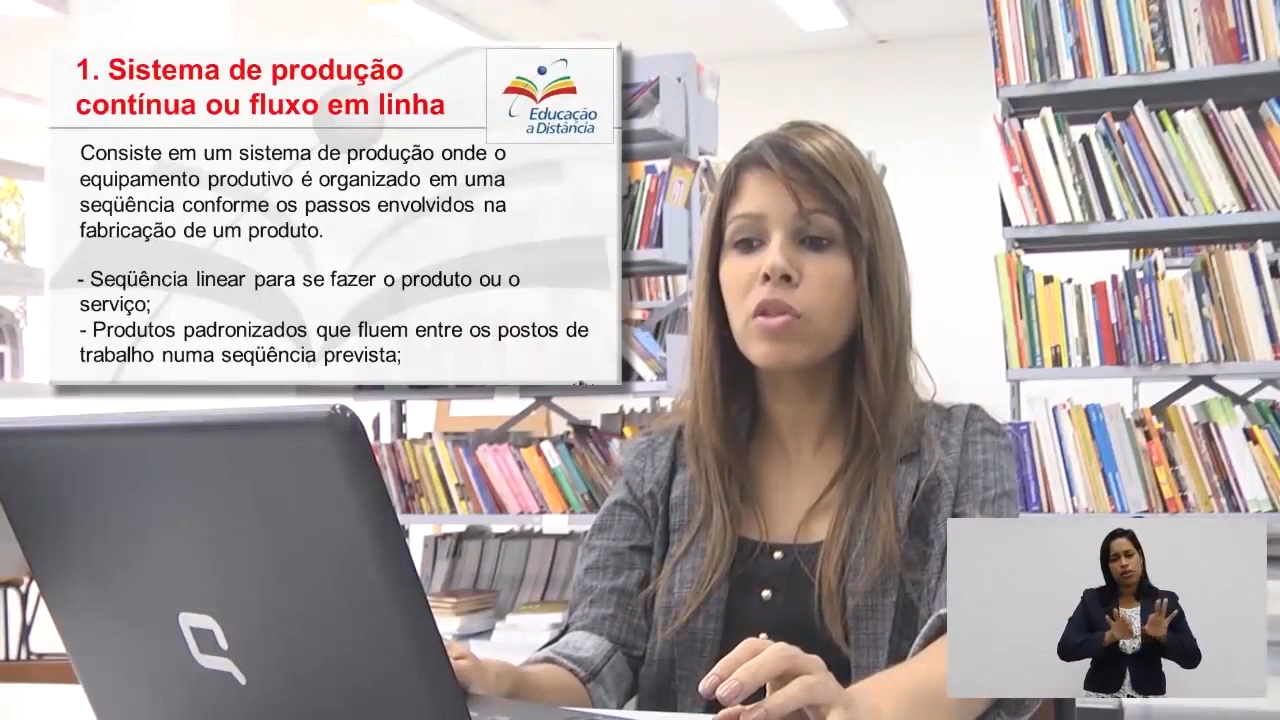 1. Sistema de produção
contínua ou fluxo em linha
Educação
a Distância
Consiste em um sistema de produção onde o
equipamento produtivo é organizado em uma
seqüência conforme os passos envolvidos na
fabricação de um produto.
- Seqüência linear para se fazer o produto ou o
serviço;
- Produtos padronizados que fluem entre os postos de
trabalho numa seqüência prevista;